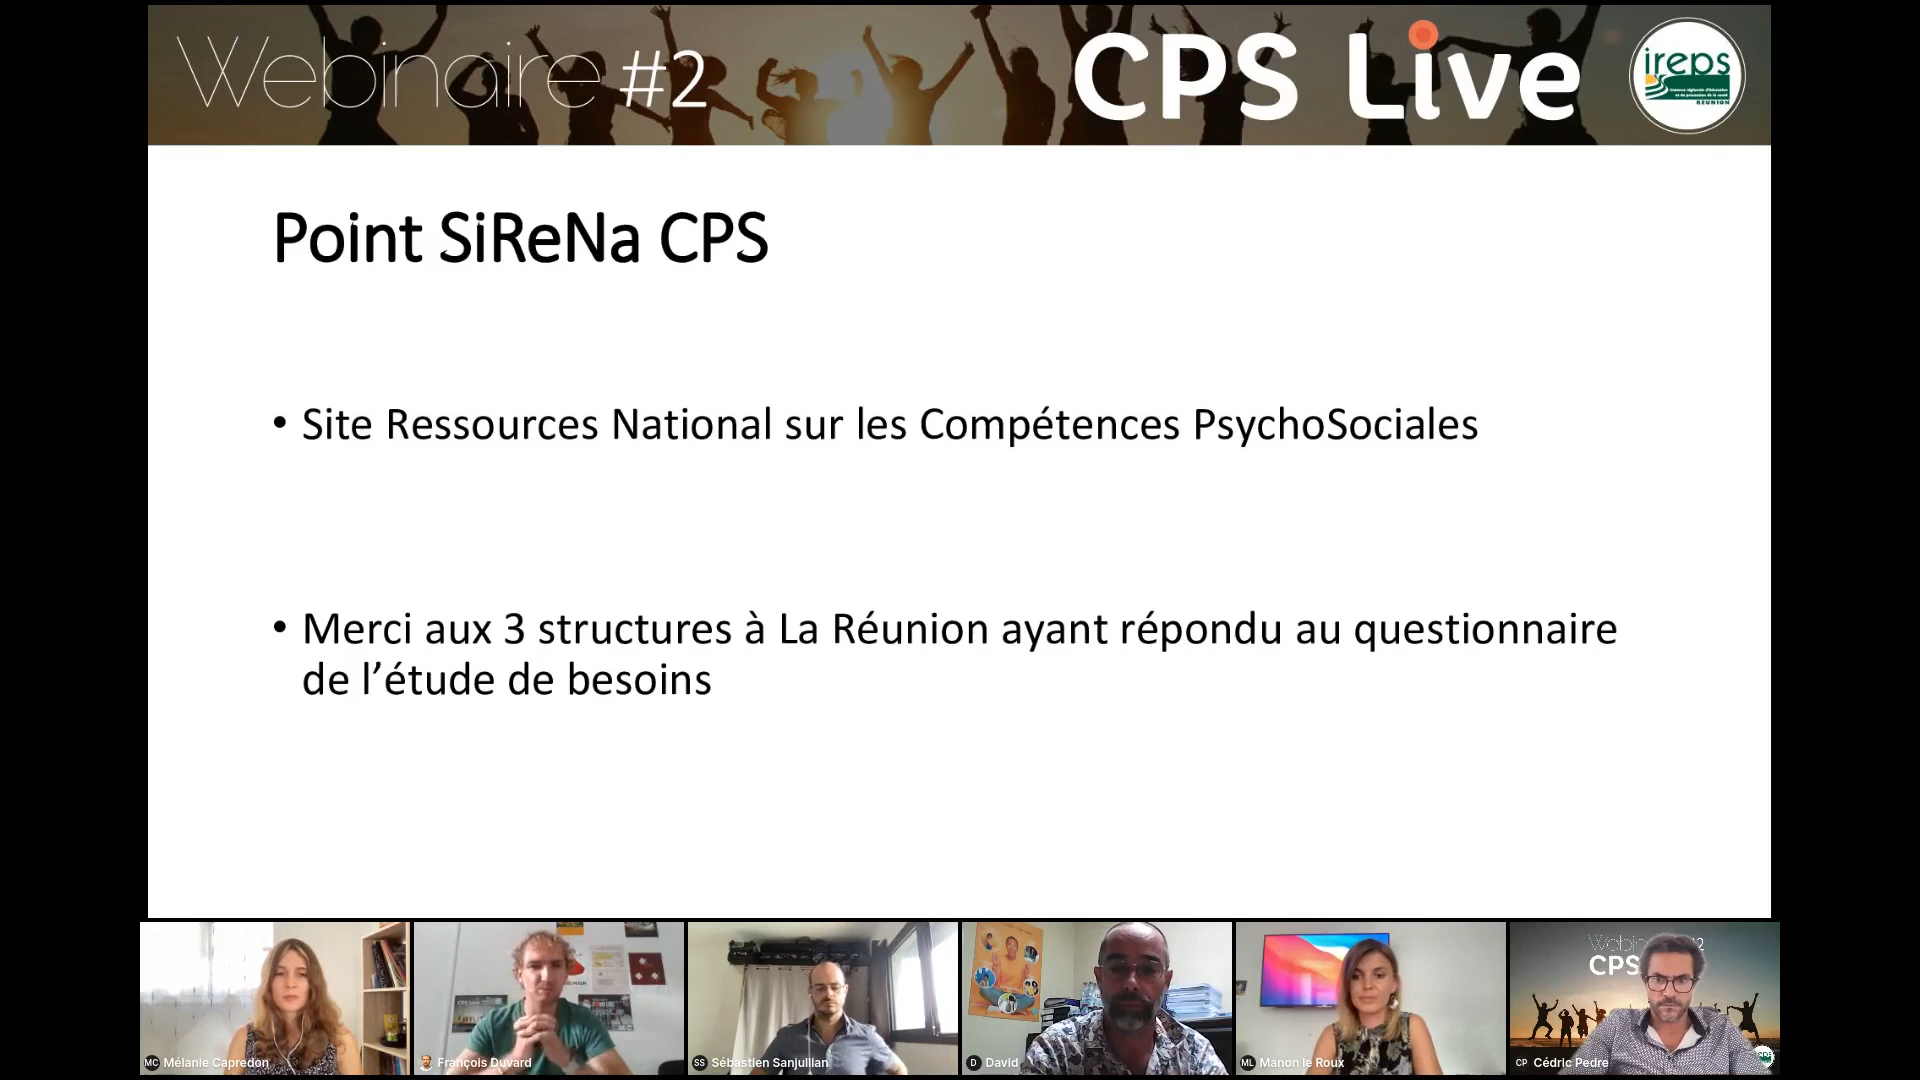 Webinaire #2
CPS Live
ireps
RÉUNION
Point SiReNa CPS
• Site Ressources National sur les Compétences PsychoSociales
• Merci aux 3 structures à La Réunion ayant répondu au questionnaire
de l’étude de besoins
CPS
MC Mélanie Capredon
François Duvard
SS Sébastien Sanjullian
D David
ML Manon le Roux
CP Cédric Pedre